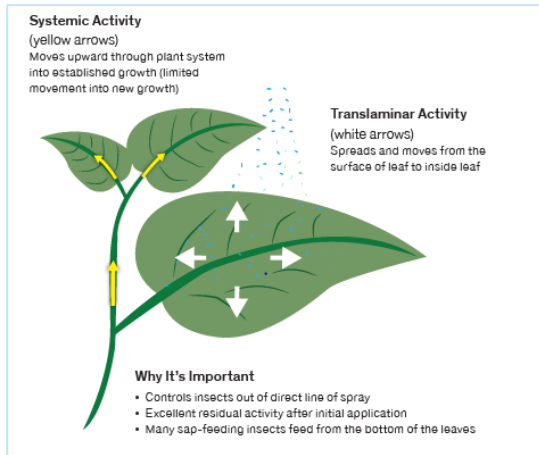 Systemic Activity
(yellow arrows)
Moves upward through plant system
into established growth (limited
movement into new growth)
Translaminar Activity
(white arrows)
Spreads and moves from the
surface of leaf to inside leaf
Why It's Important
• Controls insects out of direct line of spray
• Excellent residual activity after initial application
• Many sap-feeding insects feed from the bottom of the leaves